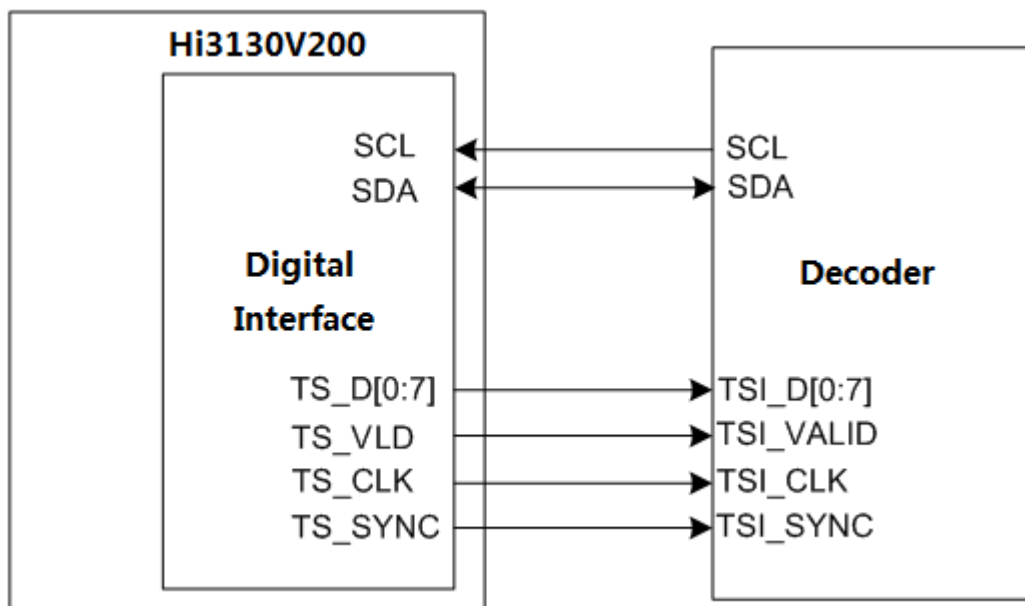 Hi3130V200
SCL
SDA
Digital
Interface
TS_D[0:7]
TS_VLD
TS_CLK
TS_SYNC
SCL
SDA
Decoder
TSI_D[0:7]
TSI_VALID
TSI_CLK
TSI_SYNC